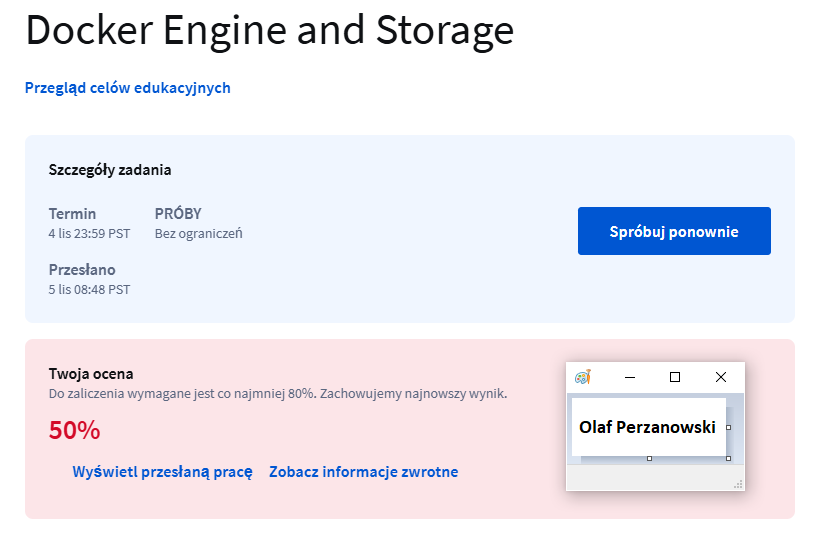 Docker Engine and Storage
Przegląd celów edukacyjnych
Szczegóły zadania
Termin PRÓBY
4 lis 23:59 PST Bez ograniczeń
Spróbuj ponownie
Przesłano
5 lis 08:48 PST
Twoja ocena
Do zaliczenia wymagane jest co najmniej 80%. Zachowujemy najnowszy wynik.
50%
Wyświetl przesłaną pracę Zobacz informacje zwrotne
Olaf Perzanowski